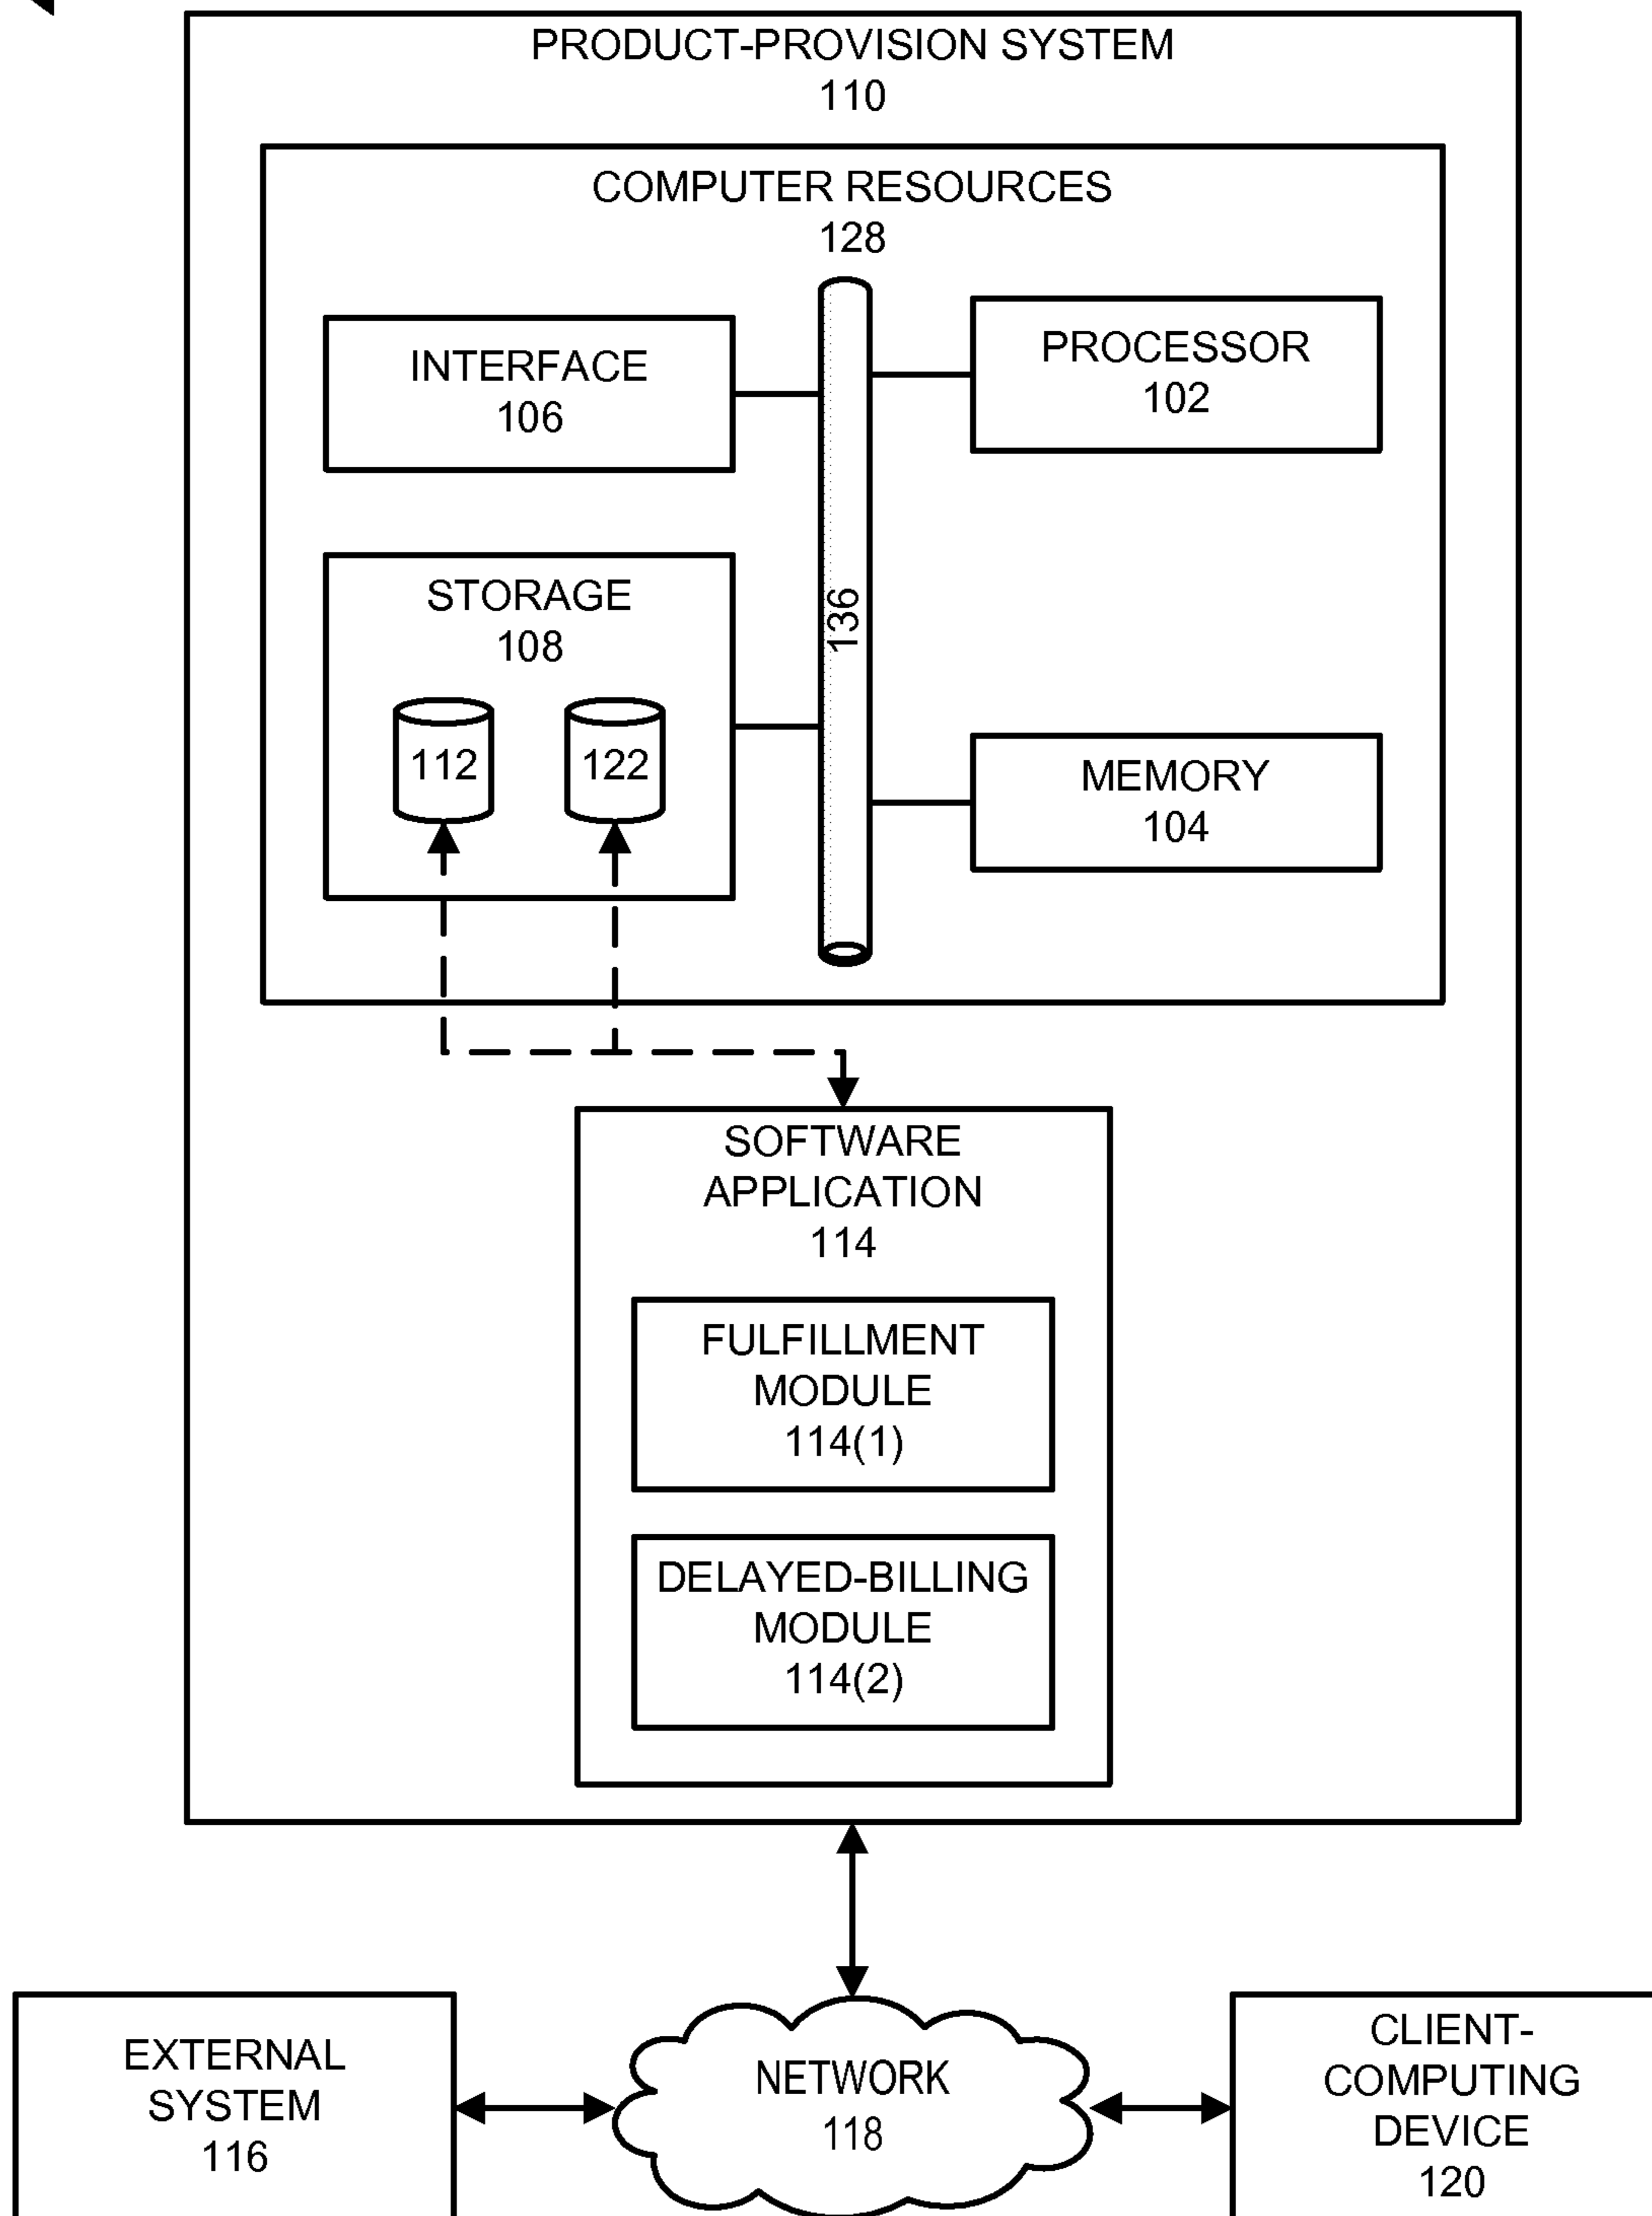 PRODUCT-PROVISION SYSTEM
110
COMPUTER RESOURCES
128
INTERFACE
106
PROCESSOR
102
STORAGE
108
136
112
122
MEMORY
104
SOFTWARE
APPLICATION
114
FULFILLMENT
MODULE
114(1)
DELAYED-BILLING
MODULE
114(2)
EXTERNAL
SYSTEM
116
NETWORK
118
CLIENT-
COMPUTING
DEVICE
120